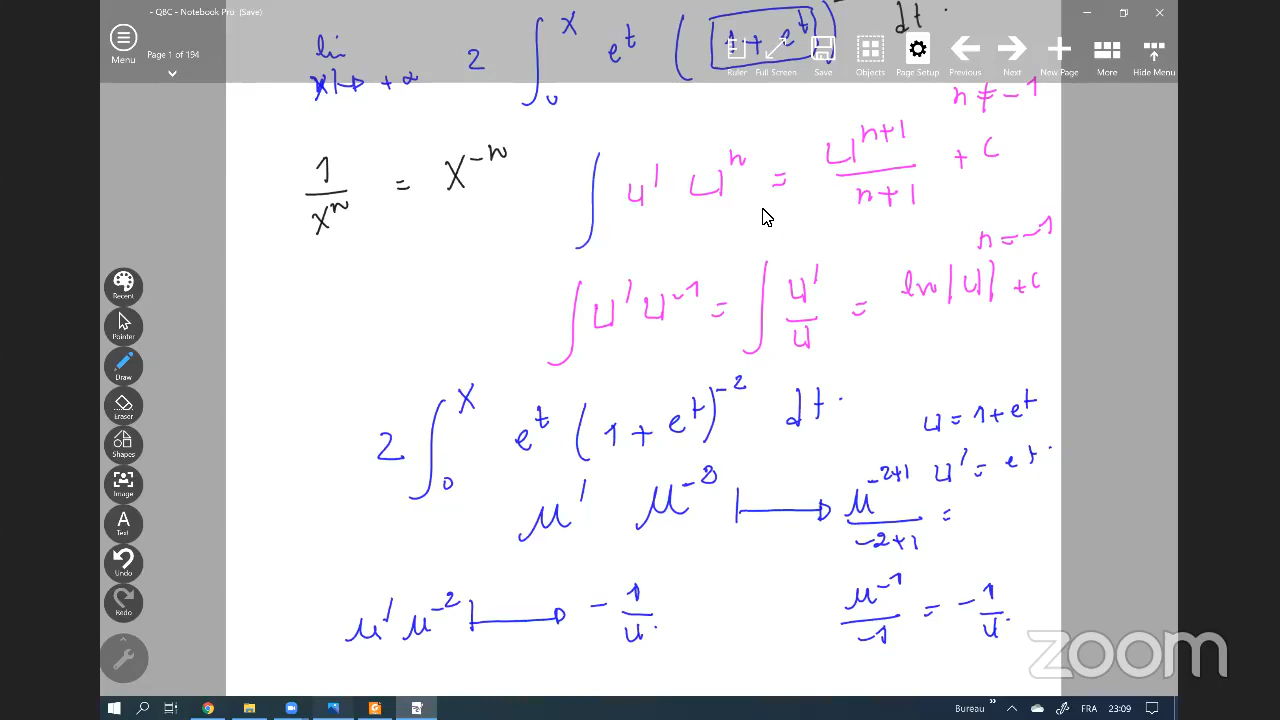 - QBC - Notebook Pro (Save)
Menu
Page 1 of 194
Ruler Full Screen Save Objects Page Setup Previous Next New Page More Hide Menu
lim x→+∞ 2 ∫₀^X e^t (1+e^t)^- dt.
n ≠ -1
1/x^n = x^-n
∫ u' u^n = u^(n+1)/(n+1) + C
n = -1
∫ u' u^-1 = ∫ u'/u = ln|u| + C
2 ∫₀^X e^t (1+e^t)^-2 dt.
u = 1+e^t
u' = e^t.
u' u^-2 ↦ u^(-2+1)/(-2+1) =
u' u^-2 ↦ -1/u.
u^-1/-1 = -1/u.
Recent
Pointer
Draw
Eraser
Shapes
Image
A
Text
Undo
Redo
zoom
Bureau » FRA 23:09